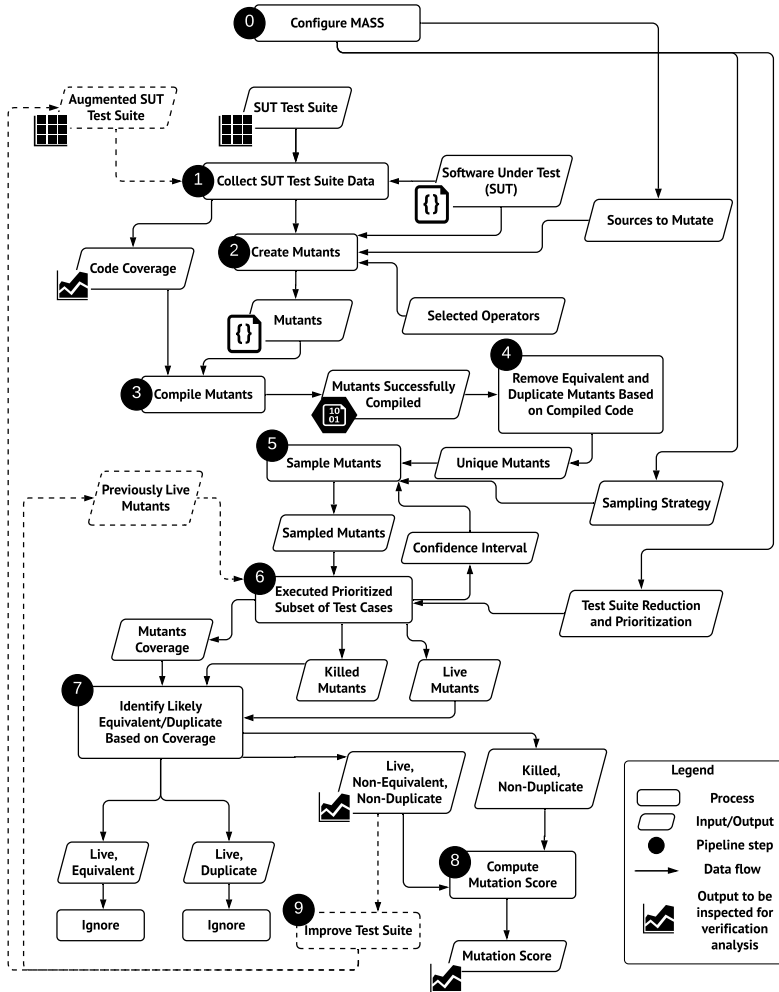 0
Configure MASS
Augmented SUT
Test Suite
SUT Test Suite
1
Collect SUT Test Suite Data
Software Under Test
(SUT)
{}
Sources to Mutate
2
Create Mutants
Code Coverage
Mutants
{}
Selected Operators
3
Compile Mutants
Mutants Successfully
Compiled
10
01
4
Remove Equivalent and
Duplicate Mutants Based
on Compiled Code
5
Sample Mutants
Unique Mutants
Previously Live
Mutants
Sampling Strategy
Sampled Mutants
Confidence Interval
6
Executed Prioritized
Subset of Test Cases
Test Suite Reduction
and Prioritization
Mutants
Coverage
Killed
Mutants
Live
Mutants
7
Identify Likely
Equivalent/Duplicate
Based on Coverage
Live,
Non-Equivalent,
Non-Duplicate
Killed,
Non-Duplicate
Live,
Equivalent
Live,
Duplicate
8
Compute
Mutation Score
Ignore
Ignore
9
Improve Test Suite
Mutation Score
Legend
Process
Input/Output
Pipeline step
Data flow
Output to be
inspected for
verification
analysis